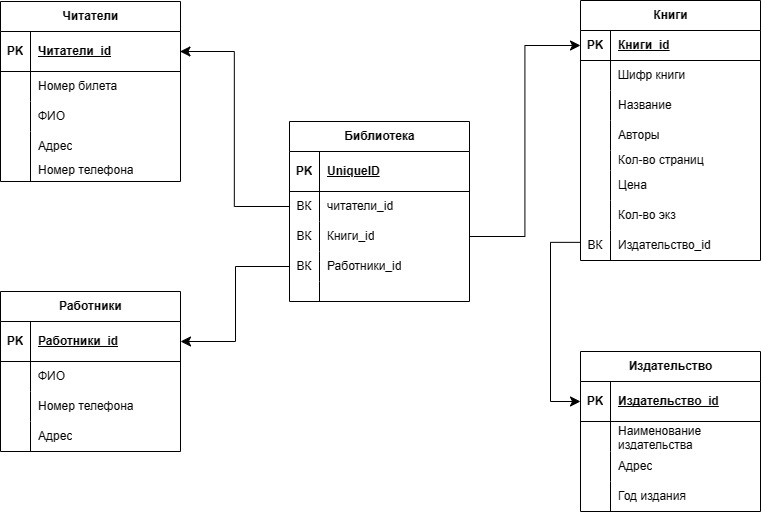 Читатели
PK Читатели_id
Номер билета
ФИО
Адрес
Номер телефона
Книги
PK Книги_id
Шифр книги
Название
Авторы
Кол-во страниц
Цена
Кол-во экз
ВК Издательство_id
Библиотека
PK UniqueID
ВК читатели_id
ВК Книги_id
ВК Работники_id
Работники
PK Работники_id
ФИО
Номер телефона
Адрес
Издательство
PK Издательство_id
Наименование
издательства
Адрес
Год издания